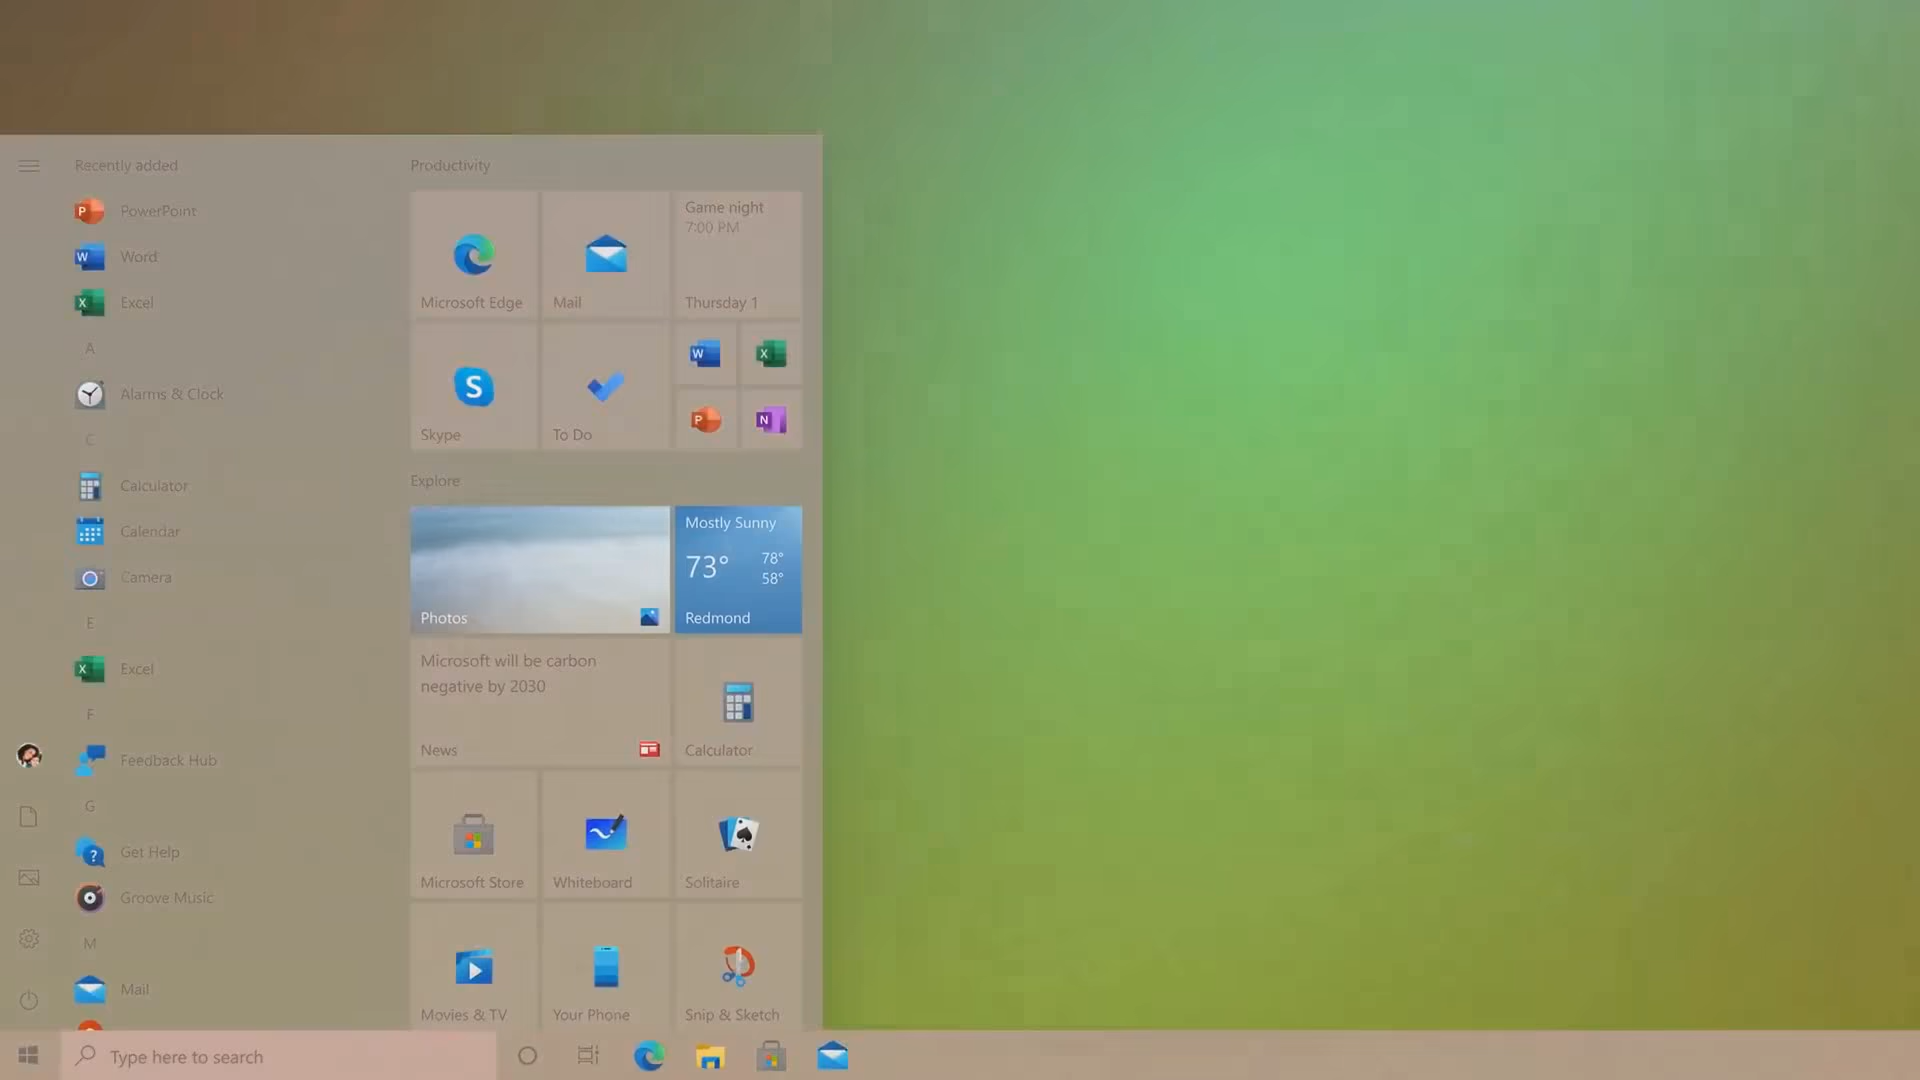 Recently added
PowerPoint
Word
Excel
A
Alarms & Clock
C
Calculator
Calendar
Camera
E
Excel
F
Feedback Hub
G
Get Help
Groove Music
M
Mail
Productivity
Microsoft Edge
Mail
Game night
7:00 PM
Thursday 1
Skype
To Do
W
X
P
N
Explore
Photos
Mostly Sunny
73°
78°
58°
Redmond
Microsoft will be carbon
negative by 2030
News
Calculator
Microsoft Store
Whiteboard
Solitaire
Movies & TV
Your Phone
Snip & Sketch
Type here to search